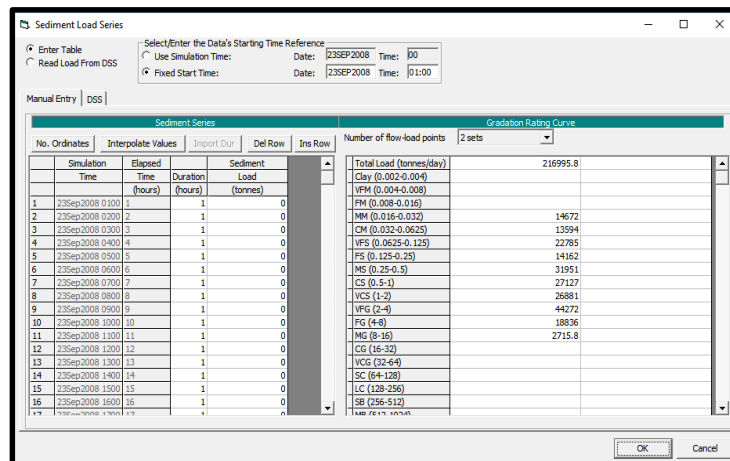 Sediment Load Series
Enter Table
Read Load From DSS
Select/Enter the Data's Starting Time Reference
Use Simulation Time: Date: 23SEP2008 Time: 00
Fixed Start Time: Date: 23SEP2008 Time: 01:00
Manual Entry DSS
Sediment Series
No. Ordinates Interpolate Values Import Dur Del Row Ins Row
Simulation Elapsed Sediment
Time Time Duration Load
(hours) (hours) (tonnes)
1 23Sep2008 0100 1 1 0
2 23Sep2008 0200 2 1 0
3 23Sep2008 0300 3 1 0
4 23Sep2008 0400 4 1 0
5 23Sep2008 0500 5 1 0
6 23Sep2008 0600 6 1 0
7 23Sep2008 0700 7 1 0
8 23Sep2008 0800 8 1 0
9 23Sep2008 0900 9 1 0
10 23Sep2008 1000 10 1 0
11 23Sep2008 1100 11 1 0
12 23Sep2008 1200 12 1 0
13 23Sep2008 1300 13 1 0
14 23Sep2008 1400 14 1 0
15 23Sep2008 1500 15 1 0
16 23Sep2008 1600 16 1 0
17 23Sep2008 1700 17 1 0
Gradation Rating Curve
Number of flow-load points 2 sets
Total Load (tonnes/day) 216995.8
Clay (0.002-0.004)
VFM (0.004-0.008)
FM (0.008-0.016)
MM (0.016-0.032) 14672
CM (0.032-0.0625) 13594
VFS (0.0625-0.125) 22785
FS (0.125-0.25) 14162
MS (0.25-0.5) 31951
CS (0.5-1) 27127
VCS (1-2) 26881
VFG (2-4) 44272
FG (4-8) 18836
MG (8-16) 2715.8
CG (16-32)
VCG (32-64)
SC (64-128)
LC (128-256)
SB (256-512)
MB (512-1024)
OK Cancel